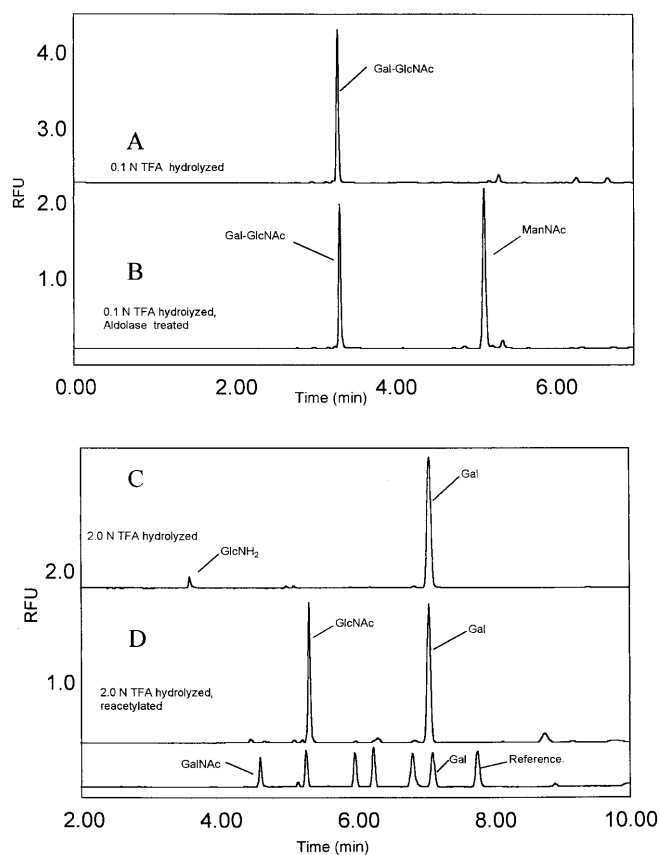 4.0
Gal-GlcNAc
3.0
A
0.1 N TFA hydrolyzed
RFU
2.0
Gal-GlcNAc
ManNAc
1.0
B
0.1 N TFA hydrolyzed,
Aldolase treated
0.00 2.00 4.00 6.00
Time (min)
C
Gal
2.0 N TFA hydrolyzed
GlcNH2
2.0
RFU
GlcNAc
Gal
D
1.0
2.0 N TFA hydrolyzed,
reacetylated
GalNAc
Gal
Reference.
2.00 4.00 6.00 8.00 10.00
Time (min)